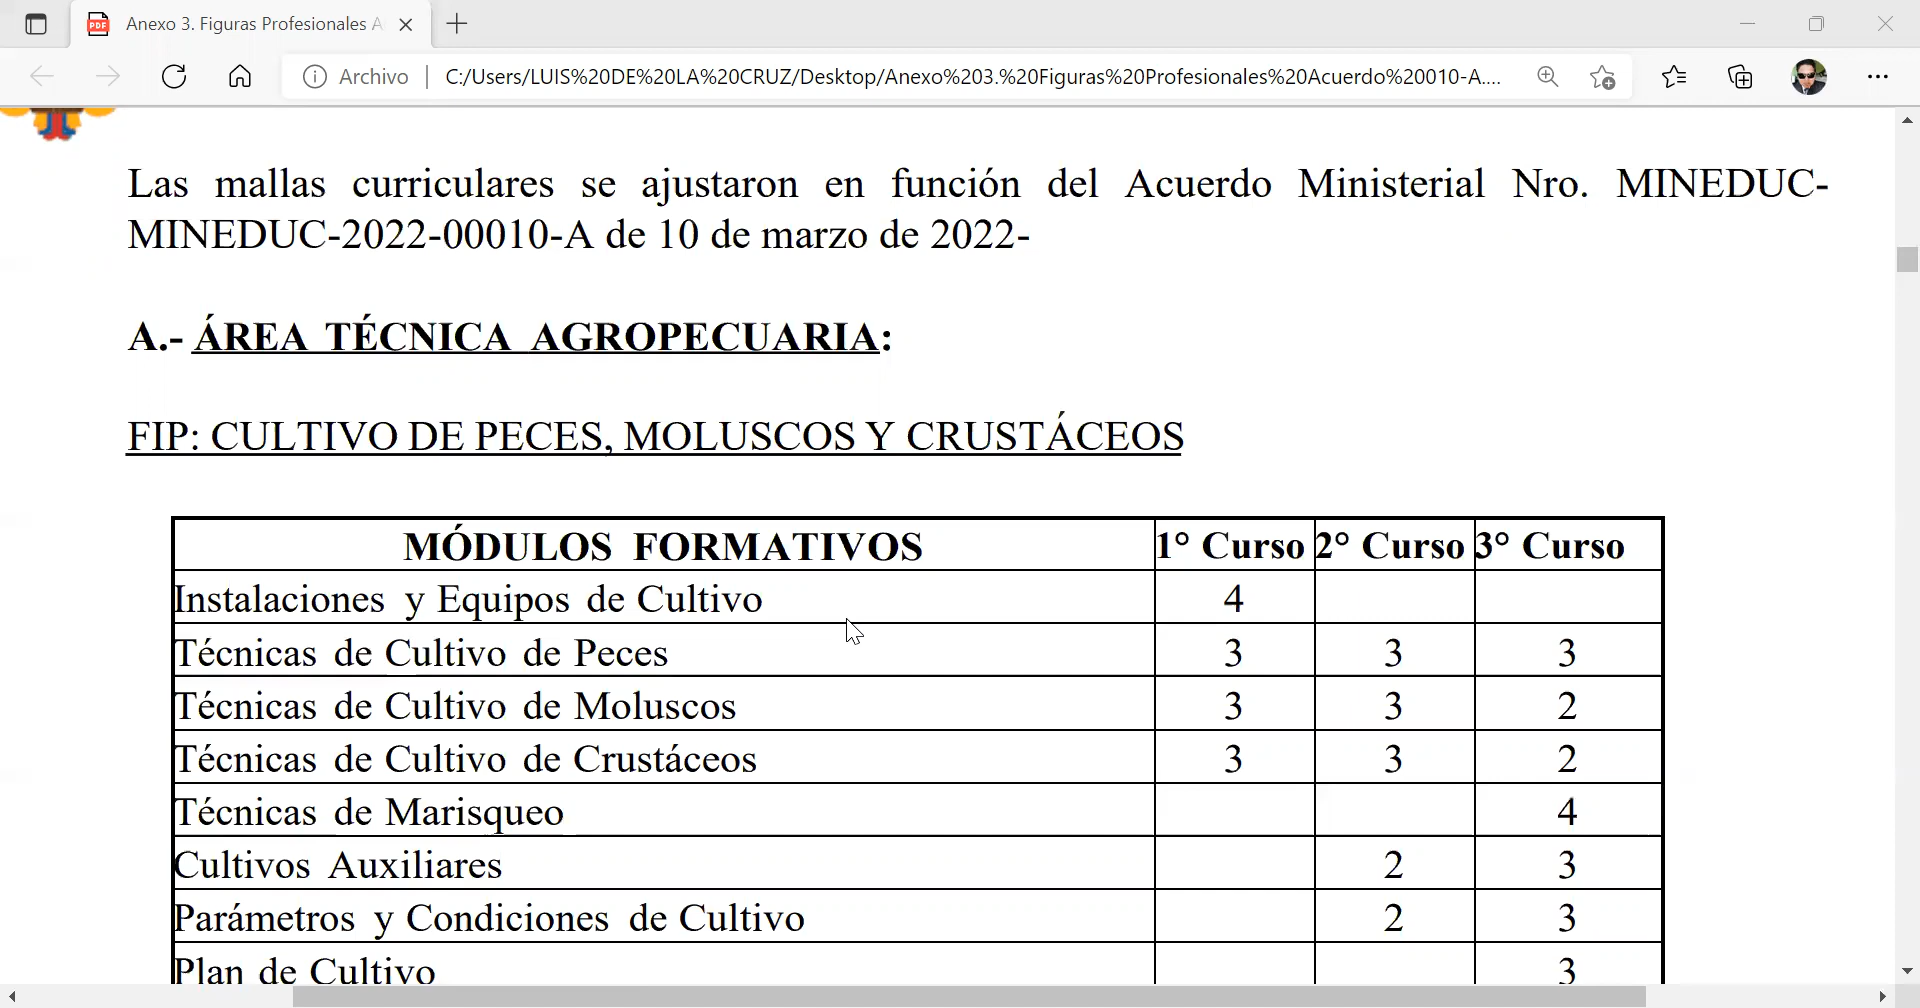 Anexo 3. Figuras Profesionales A
Archivo | C:/Users/LUIS%20DE%20LA%20CRUZ/Desktop/Anexo%203.%20Figuras%20Profesionales%20Acuerdo%20010-A....
Las mallas curriculares se ajustaron en función del Acuerdo Ministerial Nro. MINEDUC-
MINEDUC-2022-00010-A de 10 de marzo de 2022-
A.- ÁREA TÉCNICA AGROPECUARIA:
FIP: CULTIVO DE PECES, MOLUSCOS Y CRUSTÁCEOS
MÓDULOS FORMATIVOS 1° Curso 2° Curso 3° Curso
Instalaciones y Equipos de Cultivo 4
Técnicas de Cultivo de Peces 3 3 3
Técnicas de Cultivo de Moluscos 3 3 2
Técnicas de Cultivo de Crustáceos 3 3 2
Técnicas de Marisqueo 4
Cultivos Auxiliares 2 3
Parámetros y Condiciones de Cultivo 2 3
Plan de Cultivo 3